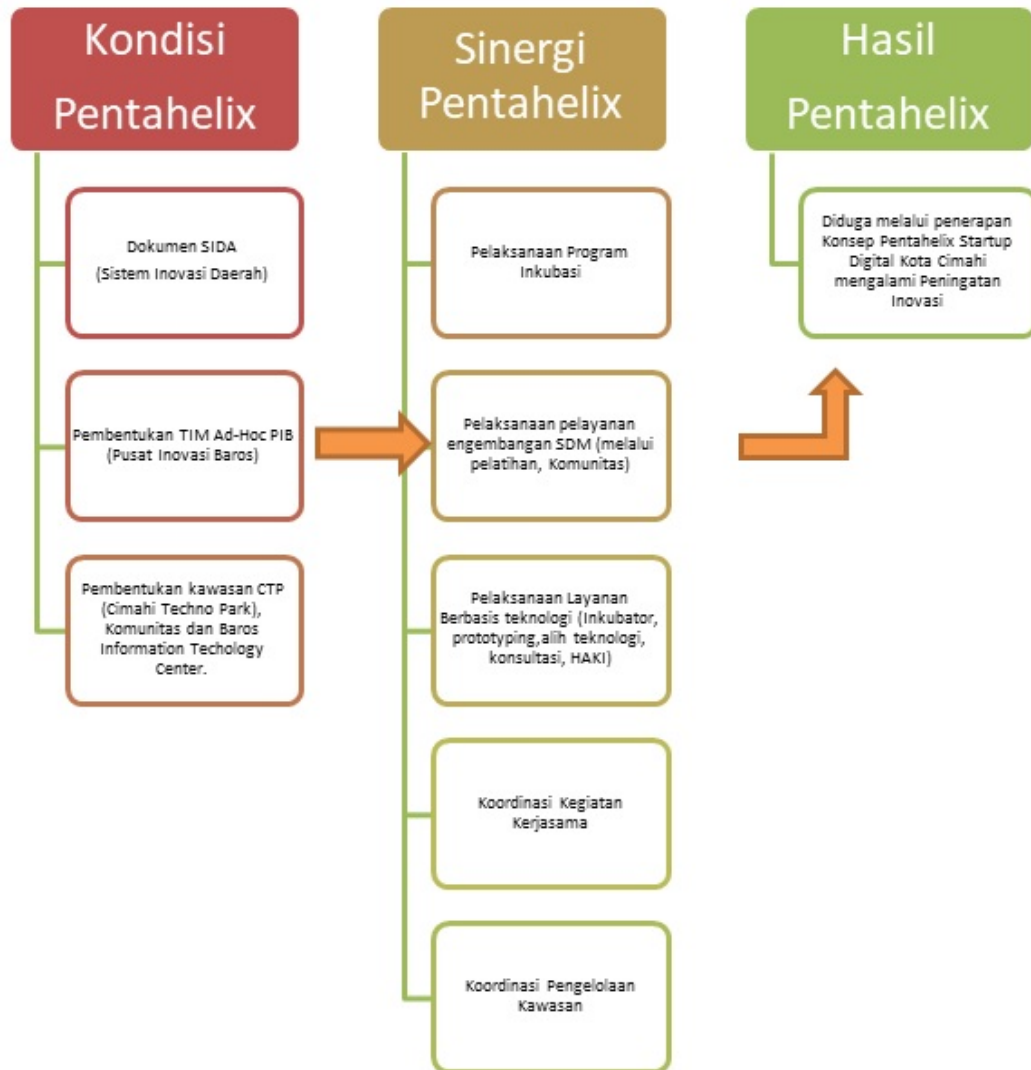 Kondisi
Pentahelix
Dokumen SIDA
(Sistem Inovasi Daerah)
Pembentukan TIM Ad-Hoc PIB
(Pusat Inovasi Baros)
Pembentukan kawasan CTP
(Cimahi Techno Park),
Komunitas dan Baros
Information Techology
Center.
Sinergi
Pentahelix
Pelaksanaan Program
Inkubasi
Pelaksanaan pelayanan
engembangan SDM (melalui
pelatihan, Komunitas)
Pelaksanaan Layanan
Berbasis teknologi (Inkubator,
prototyping,alih teknologi,
konsultasi, HAKI)
Koordinasi Kegiatan
Kerjasama
Koordinasi Pengelolaan
Kawasan
Hasil
Pentahelix
Diduga melalui penerapan
Konsep Pentahelix Startup
Digital Kota Cimahi
mengalami Peningatan
Inovasi